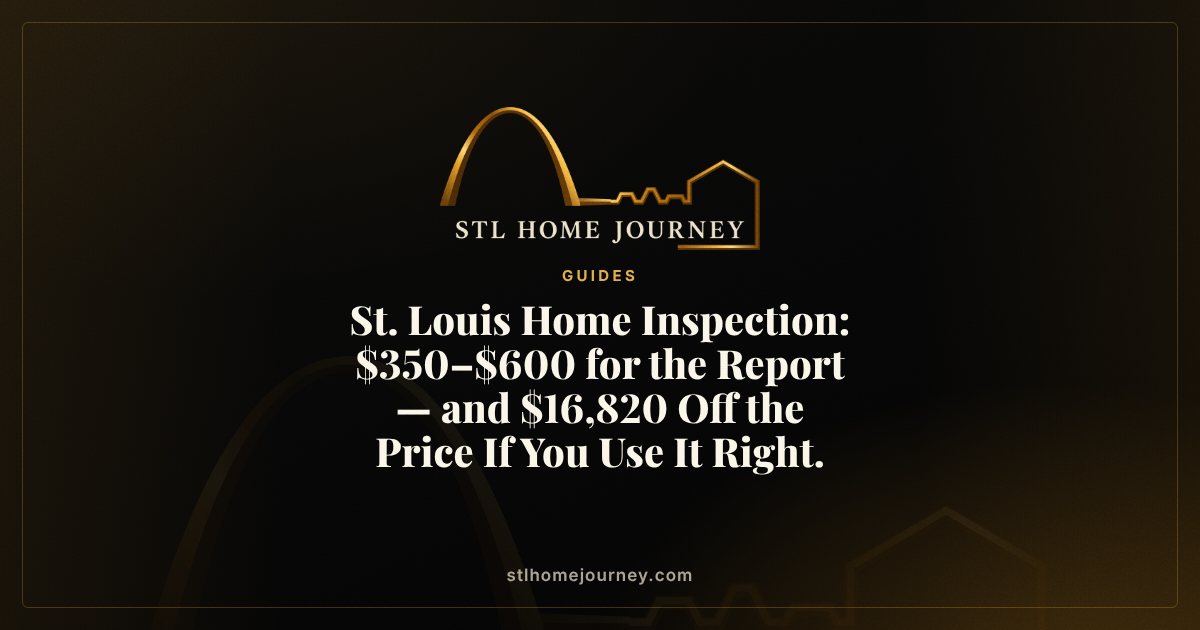 STL HOME JOURNEY
GUIDES
St. Louis Home Inspection:
$350–$600 for the Report
— and $16,820 Off the
Price If You Use It Right.
stlhomejourney.com